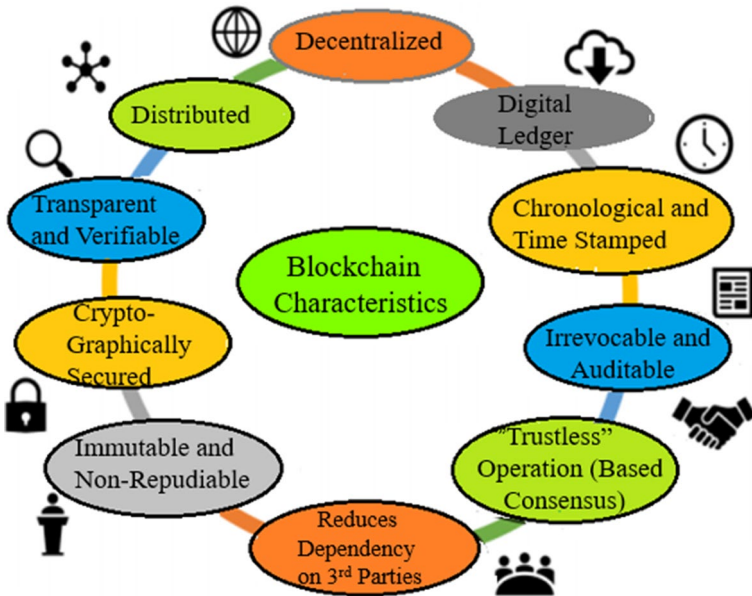 Decentralized
Digital
Ledger
Chronological and
Time Stamped
Irrevocable and
Auditable
"Trustless”
Operation (Based
Consensus)
Reduces
Dependency
on 3rd Parties
Immutable and
Non-Repudiable
Crypto-
Graphically
Secured
Transparent
and Verifiable
Distributed
Blockchain
Characteristics